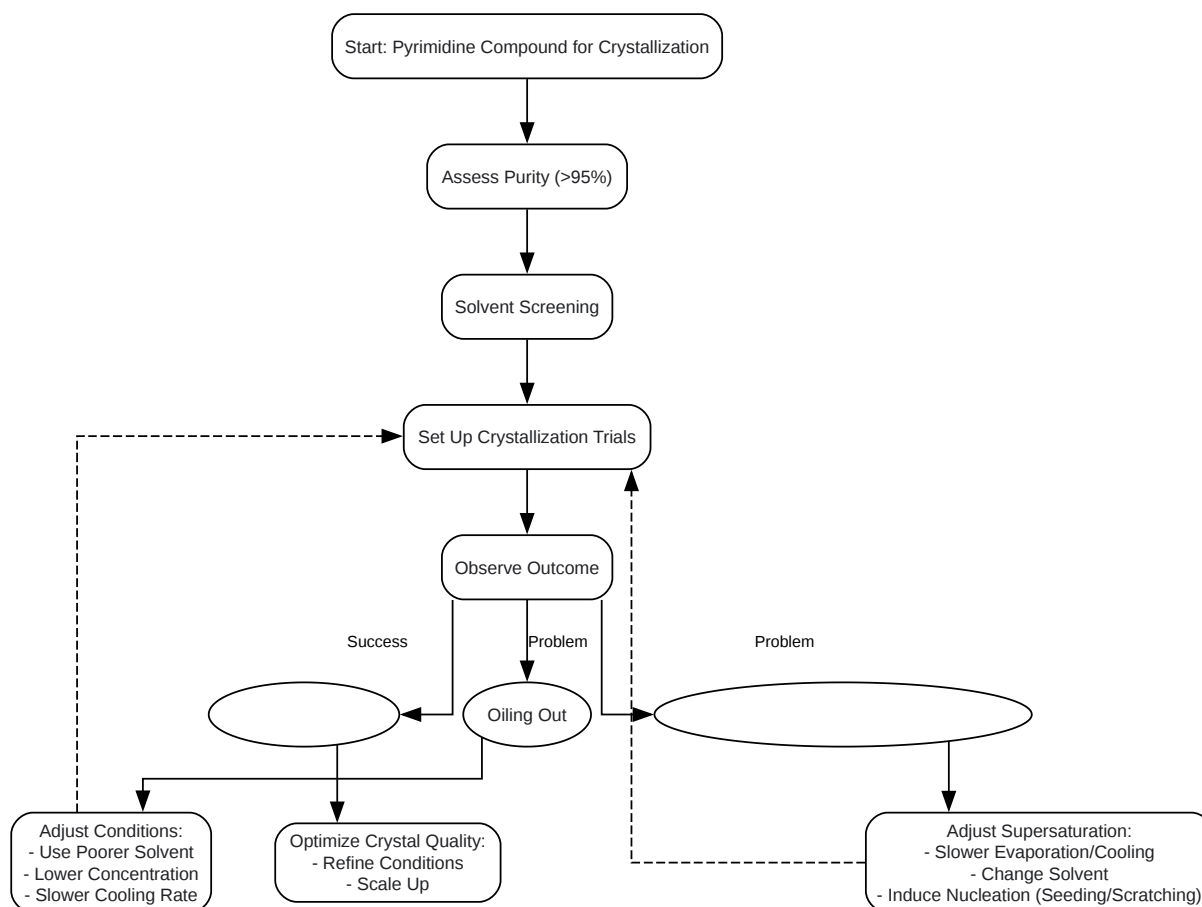 Start: Pyrimidine Compound for Crystallization
Assess Purity (>95%)
Solvent Screening
Set Up Crystallization Trials
Observe Outcome
Success
Problem
Problem
Oiling Out
Adjust Conditions:
- Use Poorer Solvent
- Lower Concentration
- Slower Cooling Rate
Optimize Crystal Quality:
- Refine Conditions
- Scale Up
Adjust Supersaturation:
- Slower Evaporation/Cooling
- Change Solvent
- Induce Nucleation (Seeding/Scratching)